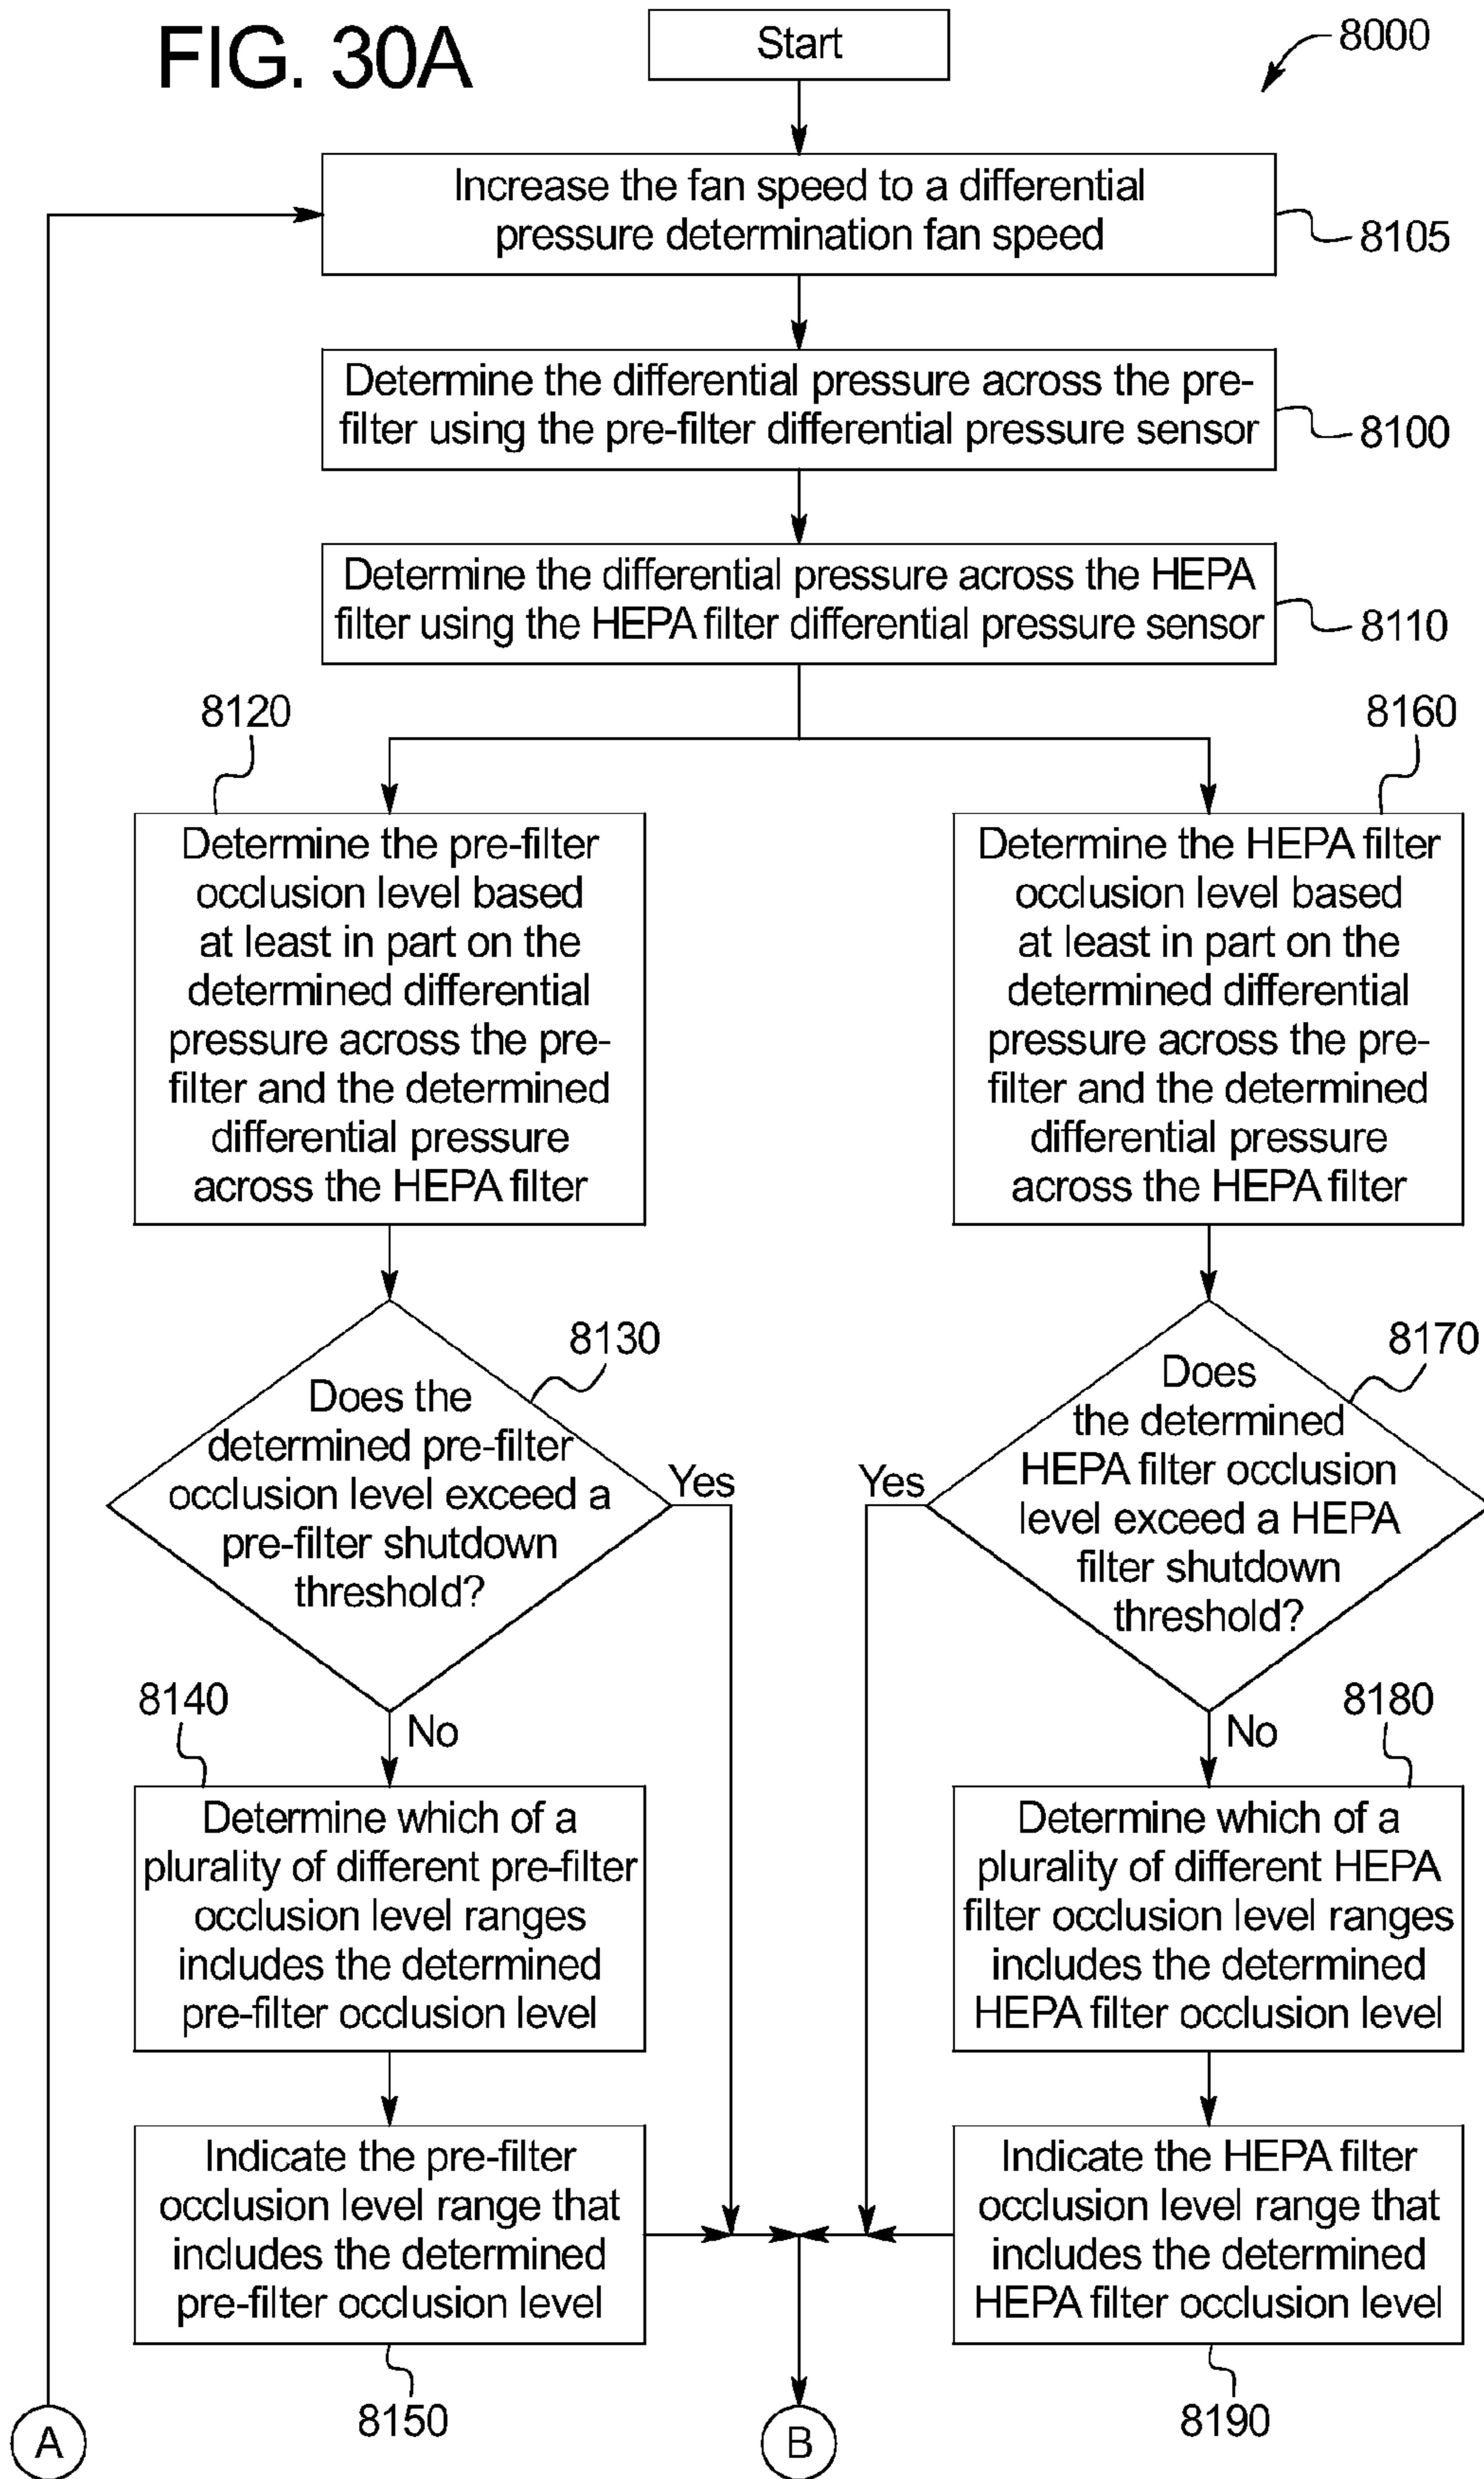 FIG. 30A
Start
8000
Increase the fan speed to a differential
pressure determination fan speed
8105
Determine the differential pressure across the pre-
filter using the pre-filter differential pressure sensor
8100
Determine the differential pressure across the HEPA
filter using the HEPA filter differential pressure sensor
8110
8120
Determine the pre-filter
occlusion level based
at least in part on the
determined differential
pressure across the pre-
filter and the determined
differential pressure
across the HEPA filter
8160
Determine the HEPA filter
occlusion level based
at least in part on the
determined differential
pressure across the pre-
filter and the determined
differential pressure
across the HEPA filter
8130
Does the
determined pre-filter
occlusion level exceed a
pre-filter shutdown
threshold?
Yes
No
8170
Does
the determined
HEPA filter occlusion
level exceed a HEPA
filter shutdown
threshold?
Yes
No
8140
Determine which of a
plurality of different pre-filter
occlusion level ranges
includes the determined
pre-filter occlusion level
8180
Determine which of a
plurality of different HEPA
filter occlusion level ranges
includes the determined
HEPA filter occlusion level
Indicate the pre-filter
occlusion level range that
includes the determined
pre-filter occlusion level
8150
Indicate the HEPA filter
occlusion level range that
includes the determined
HEPA filter occlusion level
8190
A
B